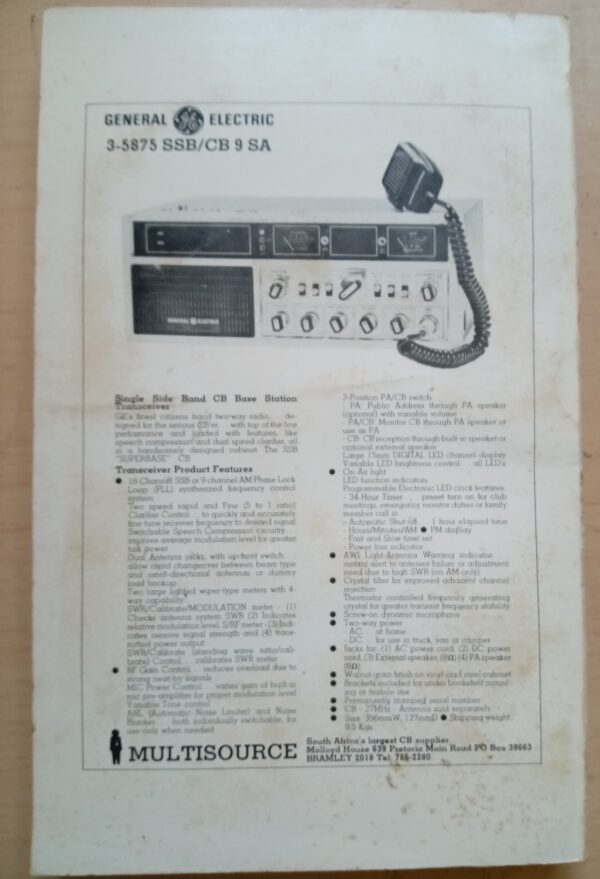 GENERAL GE ELECTRIC
3-5875 SSB/CB 9 SA
GENERAL ELECTRIC
Single Side Band CB Base Station
Transceiver
GE's finest citizens band two-way radio. . . de-
signed for the serious CB'er. . . with top of the line
performance and loaded with features, like
speech compression and dual speed clarifier, all
in a handsomely designed cabinet. The SSB
"SUPERBASE" CB
Transceiver Product Features
● 18 Channel SSB or 9 channel AM Phase Lock
Loop (PLL) synthesized frequency control
system
Two speed rapid and Fine (5 to 1 ratio)
Clarifier Control. . . to quickly and accurately
fine tune receiver frequency to desired signal
Switchable Speech Compression circuitry. . .
improve average modulation level for greater
talk power
Dual Antenna jacks, with up-front switch. . .
allow rapid changeovers between beam type
and omni-directional antennas or dummy
load hookup
Two large lighted wiper-type meters with 4-
way capability
SWR/Calibrate/MODULATION meter - (1)
Checks antenna system SWR (2) Indicates
relative modulation level. S/RF meter - (3) Indi-
cates receive signal strength and (4) trans-
mitted power output
SWR/Calibrate (standing wave ratio/cali-
brate) Control. . . calibrates SWR meter
● RF Gain Control . . . reduces overload due to
strong near-by signals
MIC Power Control . . . varies gain of built-in
mic pre-amplifier for proper modulation level
Variable Tone control
ANL (Automatic Noise Limiter) and Noise
Blanker . . . both individually switchable, for
use only when needed
3-Position PA/CB switch
- PA: Public Address through PA speaker
(optional) with variable volume
- PA/CB: Monitor CB through PA speaker or
use as PA
- CB: CB reception through built-in speaker or
optional external speaker
Large 15mm DIGITAL LED channel display
Variable LED brightness control . . . all LED's
● On-Air light
LED function indicators
Programmable Electronic LED clock features:
- 24-Hour Timer . . . preset turn on for club
meetings, emergency monitor duties or family
member call in
- Automatic Shut-off . . . 1 hour elapsed time
- Hours/Minutes/AM ● PM display
- Fast and Slow time set
- Power loss indicator
● AWI Light-Antenna Warning Indicator . . .
instant alert to antenna failure or adjustment
need due to high SWR (on AM only)
● Crystal filter for improved adjacent channel
rejection
Thermistor controlled frequency generating
crystal for greater transmit frequency stability
● Screw-on dynamic microphone
● Two-way power
- AC . . . at home
- DC . . . for use in truck, van or camper
● Jacks for: (1) AC power cord, (2) DC power
cord, (3) External speaker, (8Ω) (4) PA speaker
(8Ω)
● Walnut grain finish on vinyl clad steel cabinet
● Brackets included for under bookshelf mount-
ing or mobile use
● Permanently stamped serial number
● CB - 27MHz - Antenna sold separately
● Size: 356mmW, 127mmD ● Shipping weight:
9.5 Kgs
MULTISOURCE
South Africa's largest CB supplier
Malloyd House 639 Pretoria Main Road PO Box 39663
BRAMLEY 2018 Tel. 786-2280